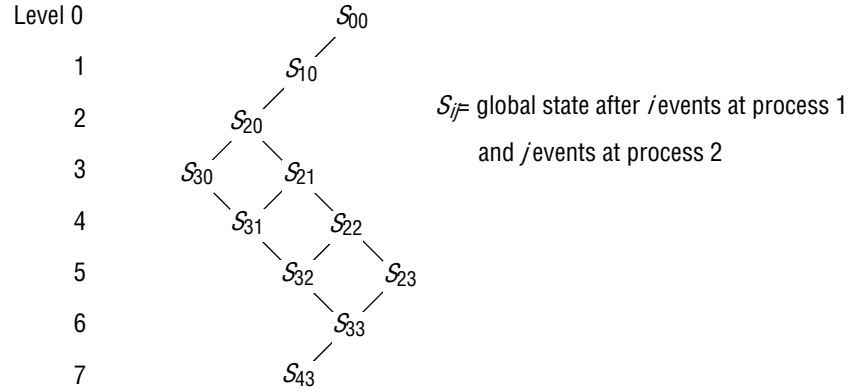 Level 0 S00
1 S10
2 S20
Sij= global state after i events at process 1
and j events at process 2
3 S30 S21
4 S31 S22
5 S32 S23
6 S33
7 S43